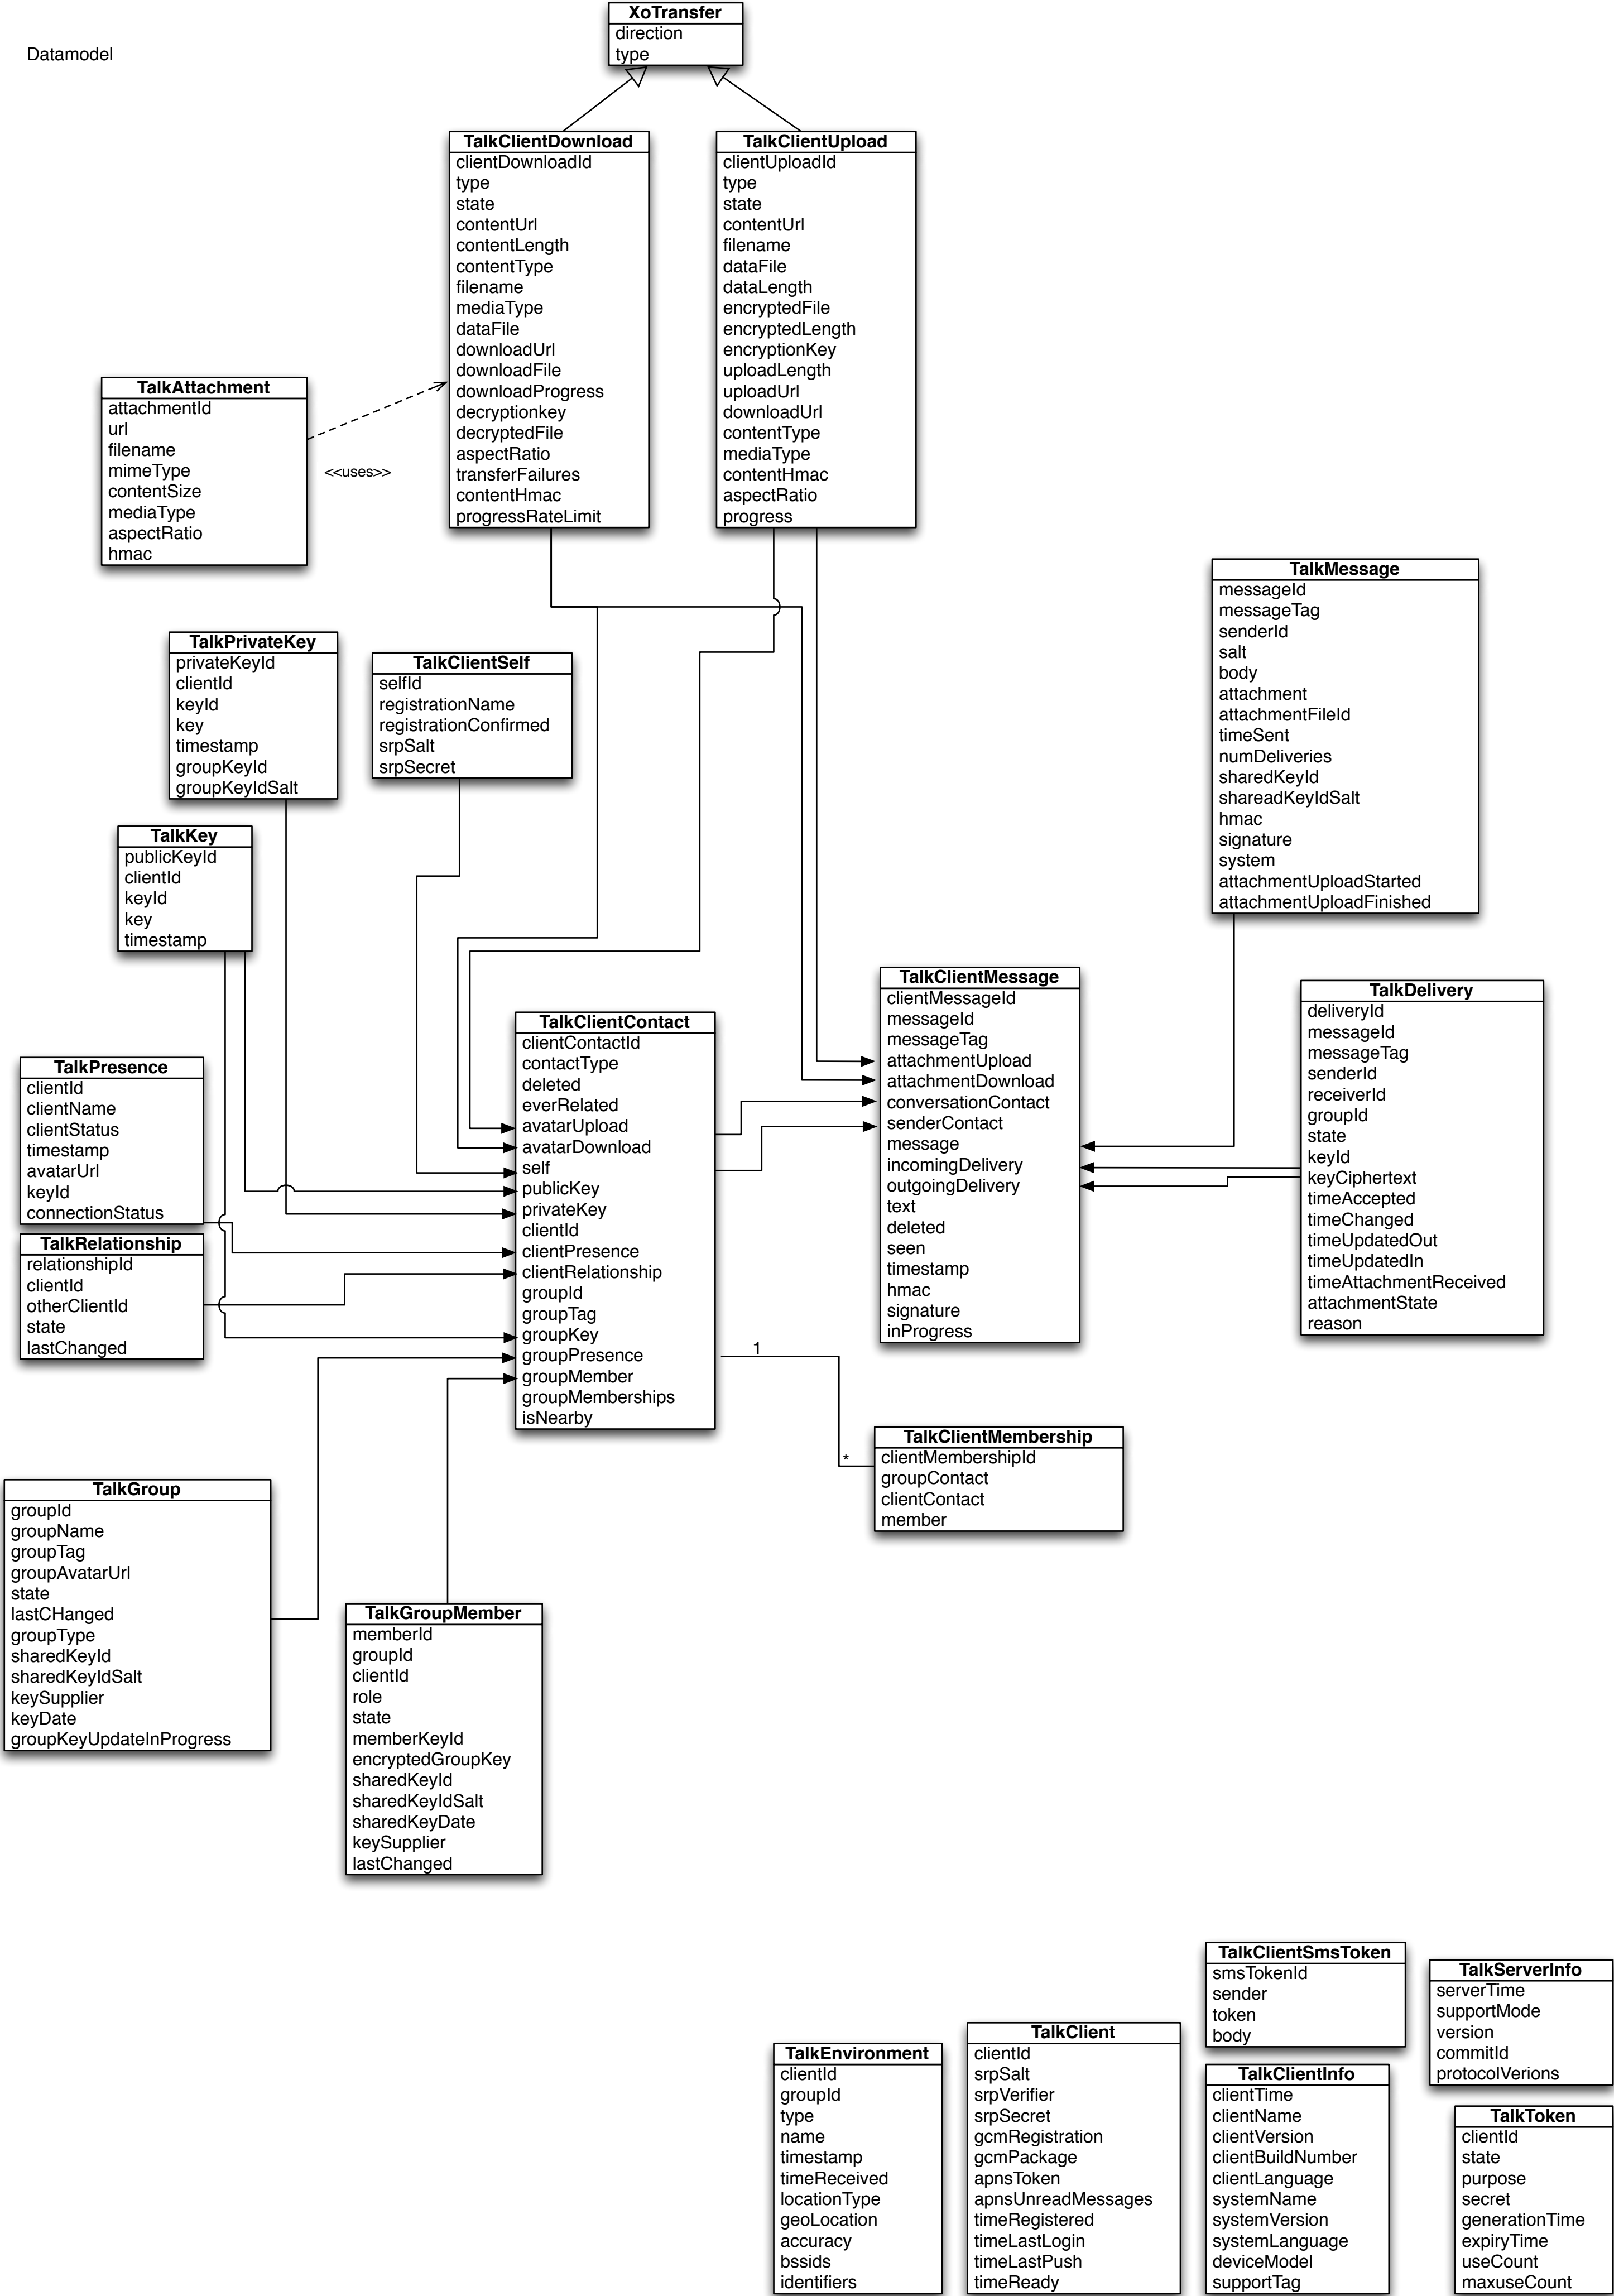 Datamodel
XoTransfer
direction
type
TalkClientDownload
clientDownloadId
type
state
contentUrl
contentLength
contentType
filename
mediaType
dataFile
downloadUrl
downloadFile
downloadProgress
decryptionkey
decryptedFile
aspectRatio
transferFailures
contentHmac
progressRateLimit
TalkClientUpload
clientUploadId
type
state
contentUrl
filename
dataFile
dataLength
encryptedFile
encryptedLength
encryptionKey
uploadLength
uploadUrl
downloadUrl
contentType
mediaType
contentHmac
aspectRatio
progress
TalkAttachment
attachmentId
url
filename
mimeType
contentSize
mediaType
aspectRatio
hmac
<<uses>>
TalkMessage
messageId
messageTag
senderId
salt
body
attachment
attachmentFileId
timeSent
numDeliveries
sharedKeyId
shareadKeyIdSalt
hmac
signature
system
attachmentUploadStarted
attachmentUploadFinished
TalkPrivateKey
privateKeyId
clientId
keyId
key
timestamp
groupKeyId
groupKeyIdSalt
TalkClientSelf
selfId
registrationName
registrationConfirmed
srpSalt
srpSecret
TalkKey
publicKeyId
clientId
keyId
key
timestamp
TalkClientMessage
clientMessageId
messageId
messageTag
attachmentUpload
attachmentDownload
conversationContact
senderContact
message
incomingDelivery
outgoingDelivery
text
deleted
seen
timestamp
hmac
signature
inProgress
TalkDelivery
deliveryId
messageId
messageTag
senderId
receiverId
groupId
state
keyId
keyCiphertext
timeAccepted
timeChanged
timeUpdatedOut
timeUpdatedIn
timeAttachmentReceived
attachmentState
reason
TalkClientContact
clientContactId
contactType
deleted
everRelated
avatarUpload
avatarDownload
self
publicKey
privateKey
clientId
clientPresence
clientRelationship
groupId
groupTag
groupKey
groupPresence
groupMember
groupMemberships
isNearby
TalkPresence
clientId
clientName
clientStatus
timestamp
avatarUrl
keyId
connectionStatus
TalkRelationship
relationshipId
clientId
otherClientId
state
lastChanged
1
*
TalkClientMembership
clientMembershipId
groupContact
clientContact
member
TalkGroup
groupId
groupName
groupTag
groupAvatarUrl
state
lastCHanged
groupType
sharedKeyId
sharedKeyIdSalt
keySupplier
keyDate
groupKeyUpdateInProgress
TalkGroupMember
memberId
groupId
clientId
role
state
memberKeyId
encryptedGroupKey
sharedKeyId
sharedKeyIdSalt
sharedKeyDate
keySupplier
lastChanged
TalkClientSmsToken
smsTokenId
sender
token
body
TalkServerInfo
serverTime
supportMode
version
commitId
protocolVerions
TalkEnvironment
clientId
groupId
type
name
timestamp
timeReceived
locationType
geoLocation
accuracy
bssids
identifiers
TalkClient
clientId
srpSalt
srpVerifier
srpSecret
gcmRegistration
gcmPackage
apnsToken
apnsUnreadMessages
timeRegistered
timeLastLogin
timeLastPush
timeReady
TalkClientInfo
clientTime
clientName
clientVersion
clientBuildNumber
clientLanguage
systemName
systemVersion
systemLanguage
deviceModel
supportTag
TalkToken
clientId
state
purpose
secret
generationTime
expiryTime
useCount
maxuseCount